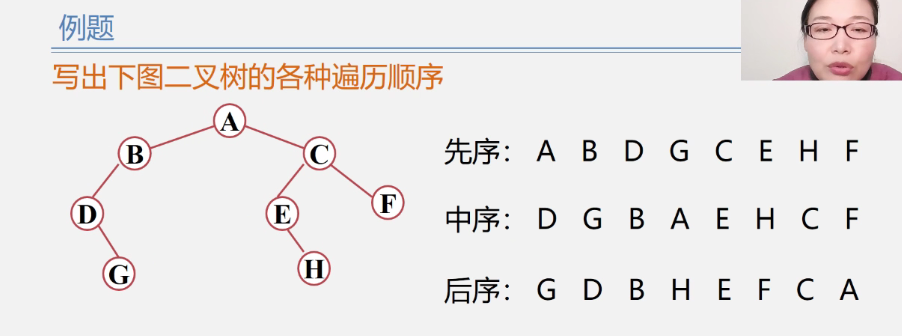 例题
写出下图二叉树的各种遍历顺序
A
B C
D E F
G H
先序： A B D G C E H F
中序： D G B A E H C F
后序： G D B H E F C A